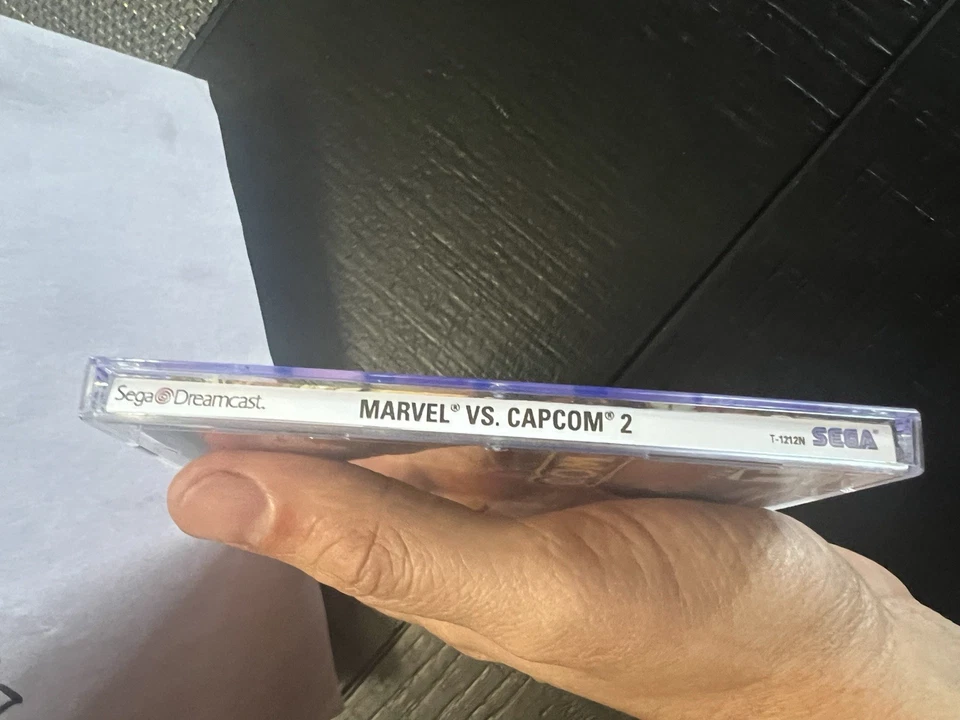 Sega Dreamcast.
MARVEL® VS. CAPCOM® 2
T-1212N SEGA®